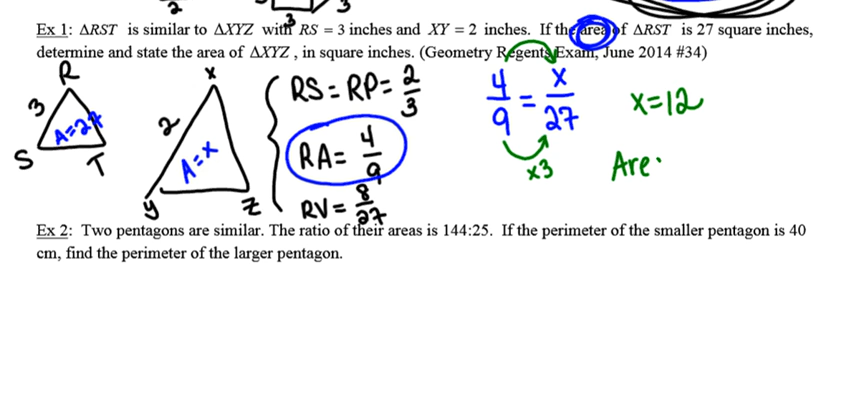 2
3
3
Ex 1: ΔRST is similar to ΔXYZ with RS = 3 inches and XY = 2 inches. If the area of ΔRST is 27 square inches,
determine and state the area of ΔXYZ , in square inches. (Geometry Regents Exam, June 2014 #34)
R
3
A=27
S
T
x
2
A=x
y
z
RS=RP=2/3
RA=4/9
RV=8/27
4/9=x/27
x3
x=12
Are
Ex 2: Two pentagons are similar. The ratio of their areas is 144:25. If the perimeter of the smaller pentagon is 40
cm, find the perimeter of the larger pentagon.